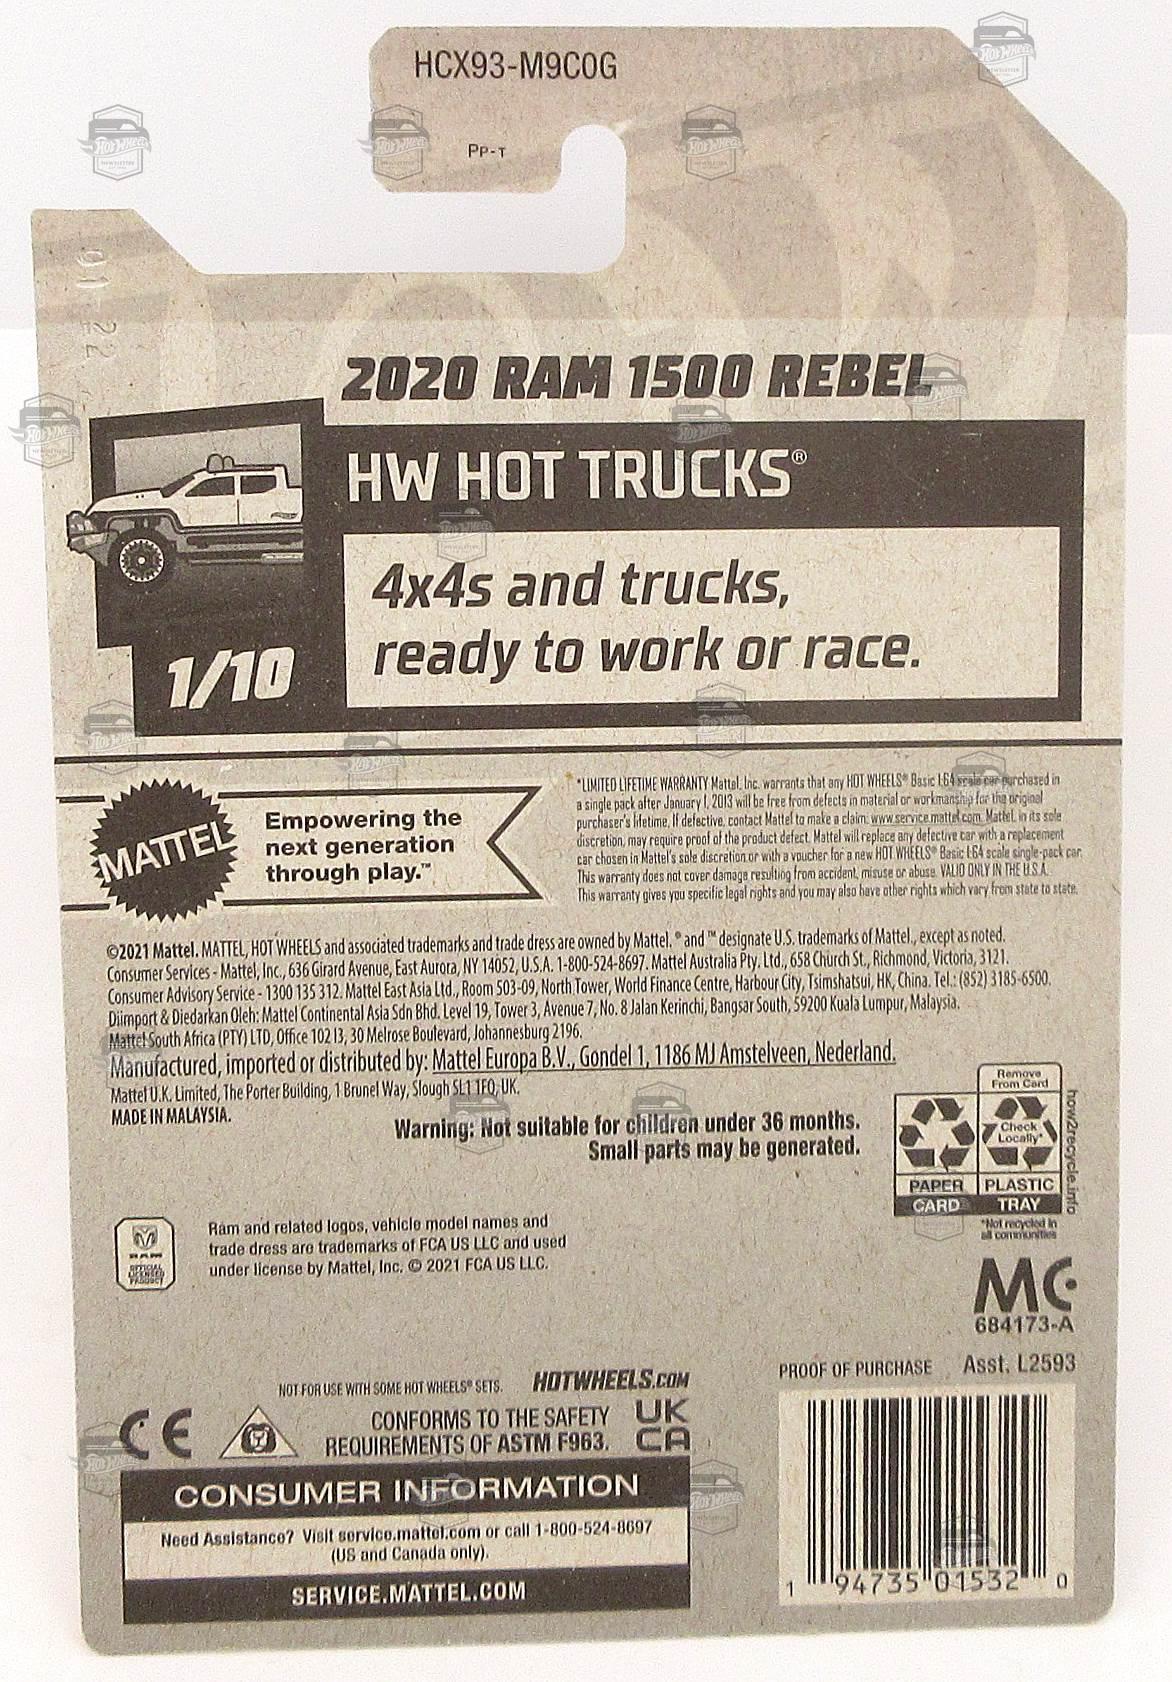 HCX93-M9C0G
PP-T
01 22
2020 RAM 1500 REBEL
HW HOT TRUCKS®
4x4s and trucks,
ready to work or race.
1/10
MATTEL
Empowering the
next generation
through play.™
*LIMITED LIFETIME WARRANTY Mattel, Inc. warrants that any HOT WHEELS® Basic 1:64 scale car purchased in
a single pack after January 1, 2013 will be free from defects in material or workmanship for the original
purchaser's lifetime. If defective, contact Mattel to make a claim: www.service.mattel.com. Mattel, in its sole
discretion, may require proof of the product defect. Mattel will replace any defective car with a replacement
car chosen in Mattel's sole discretion or with a voucher for a new HOT WHEELS® Basic 1:64 scale single-pack car.
This warranty does not cover damage resulting from accident, misuse or abuse. VALID ONLY IN THE U.S.A.
This warranty gives you specific legal rights and you may also have other rights which vary from state to state.
©2021 Mattel. MATTEL, HOT WHEELS and associated trademarks and trade dress are owned by Mattel. ® and ™ designate U.S. trademarks of Mattel., except as noted.
Consumer Services - Mattel, Inc., 636 Girard Avenue, East Aurora, NY 14052, U.S.A. 1-800-524-8697. Mattel Australia Pty. Ltd., 658 Church St., Richmond, Victoria, 3121.
Consumer Advisory Service - 1300 135 312. Mattel East Asia Ltd., Room 503-09, North Tower, World Finance Centre, Harbour City, Tsimshatsui, HK, China. Tel.: (852) 3185-6500.
Diimport & Diedarkan Oleh: Mattel Continental Asia Sdn Bhd. Level 19, Tower 3, Avenue 7, No. 8 Jalan Kerinchi, Bangsar South, 59200 Kuala Lumpur, Malaysia.
Mattel South Africa (PTY) LTD, Office 102 I3, 30 Melrose Boulevard, Johannesburg 2196.
Manufactured, imported or distributed by: Mattel Europa B.V., Gondel 1, 1186 MJ Amstelveen, Nederland.
Mattel U.K. Limited, The Porter Building, 1 Brunel Way, Slough SL1 1FQ, UK.
MADE IN MALAYSIA.
Warning: Not suitable for children under 36 months.
Small parts may be generated.
Remove
From Card
Check
Locally*
PAPER
PLASTIC
CARD
TRAY
how2recycle.info
*Not recycled in
all communities
RAM
OFFICIAL
LICENSED
PRODUCT
Ram and related logos, vehicle model names and
trade dress are trademarks of FCA US LLC and used
under license by Mattel, Inc. © 2021 FCA US LLC.
MC
684173-A
PROOF OF PURCHASE Asst. L2593
NOT FOR USE WITH SOME HOT WHEELS® SETS. HOTWHEELS.COM
CE
CONFORMS TO THE SAFETY
REQUIREMENTS OF ASTM F963.
UK
CA
CONSUMER INFORMATION
Need Assistance? Visit service.mattel.com or call 1-800-524-8697
(US and Canada only).
SERVICE.MATTEL.COM
1 94735 01532 0